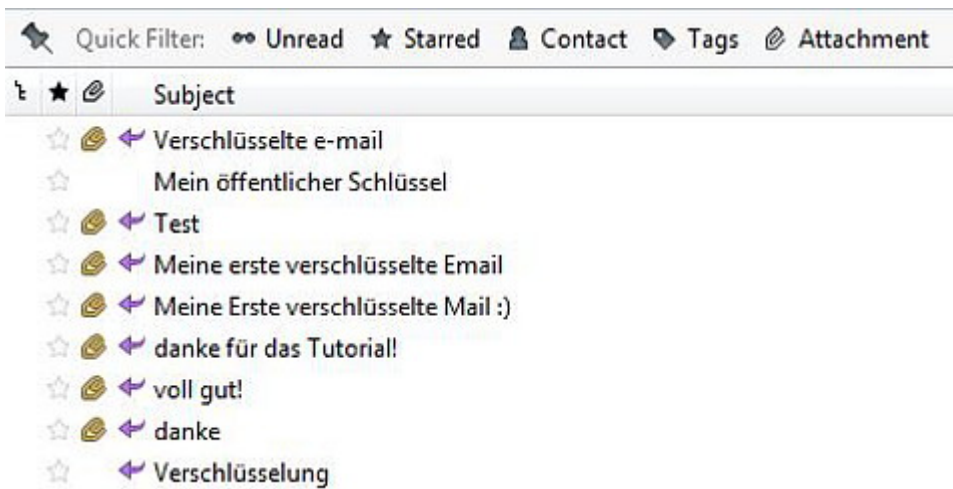 Quick Filter: Unread Starred Contact Tags Attachment
Subject
Verschlüsselte e-mail
Mein öffentlicher Schlüssel
Test
Meine erste verschlüsselte Email
Meine Erste verschlüsselte Mail :)
danke für das Tutorial!
voll gut!
danke
Verschlüsselung